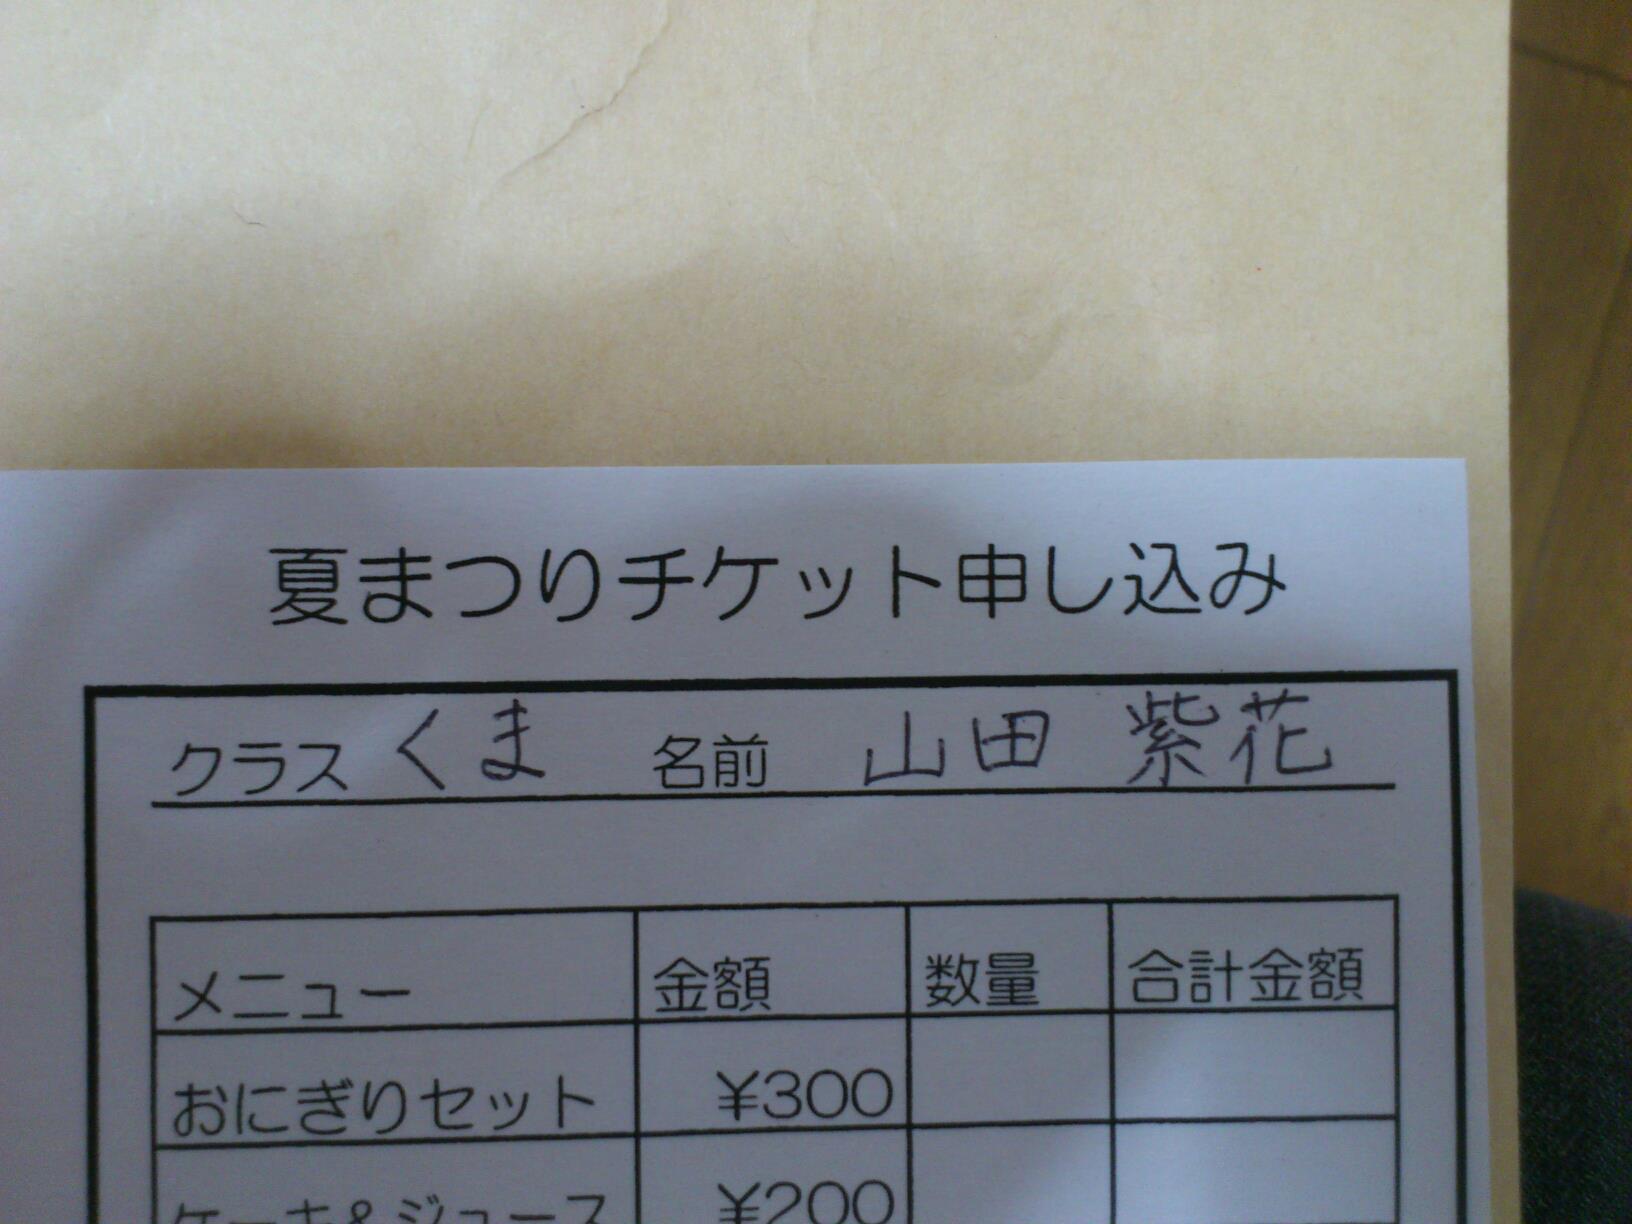 夏まつりチケット申し込み
クラス くま 名前 山田 紫花
メニュー 金額 数量 合計金額
おにぎりセット ¥300
ケーキ&ジュース ¥200